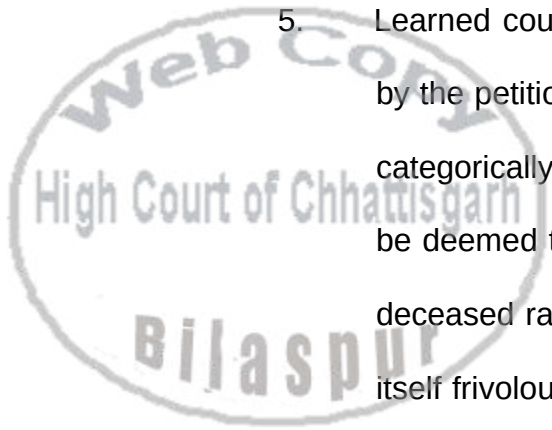 5. Learned cou
by the petitio
categorically
be deemed t
deceased ra
itself frivolou
Web Copy
High Court of Chhattisgarh
Bilaspur